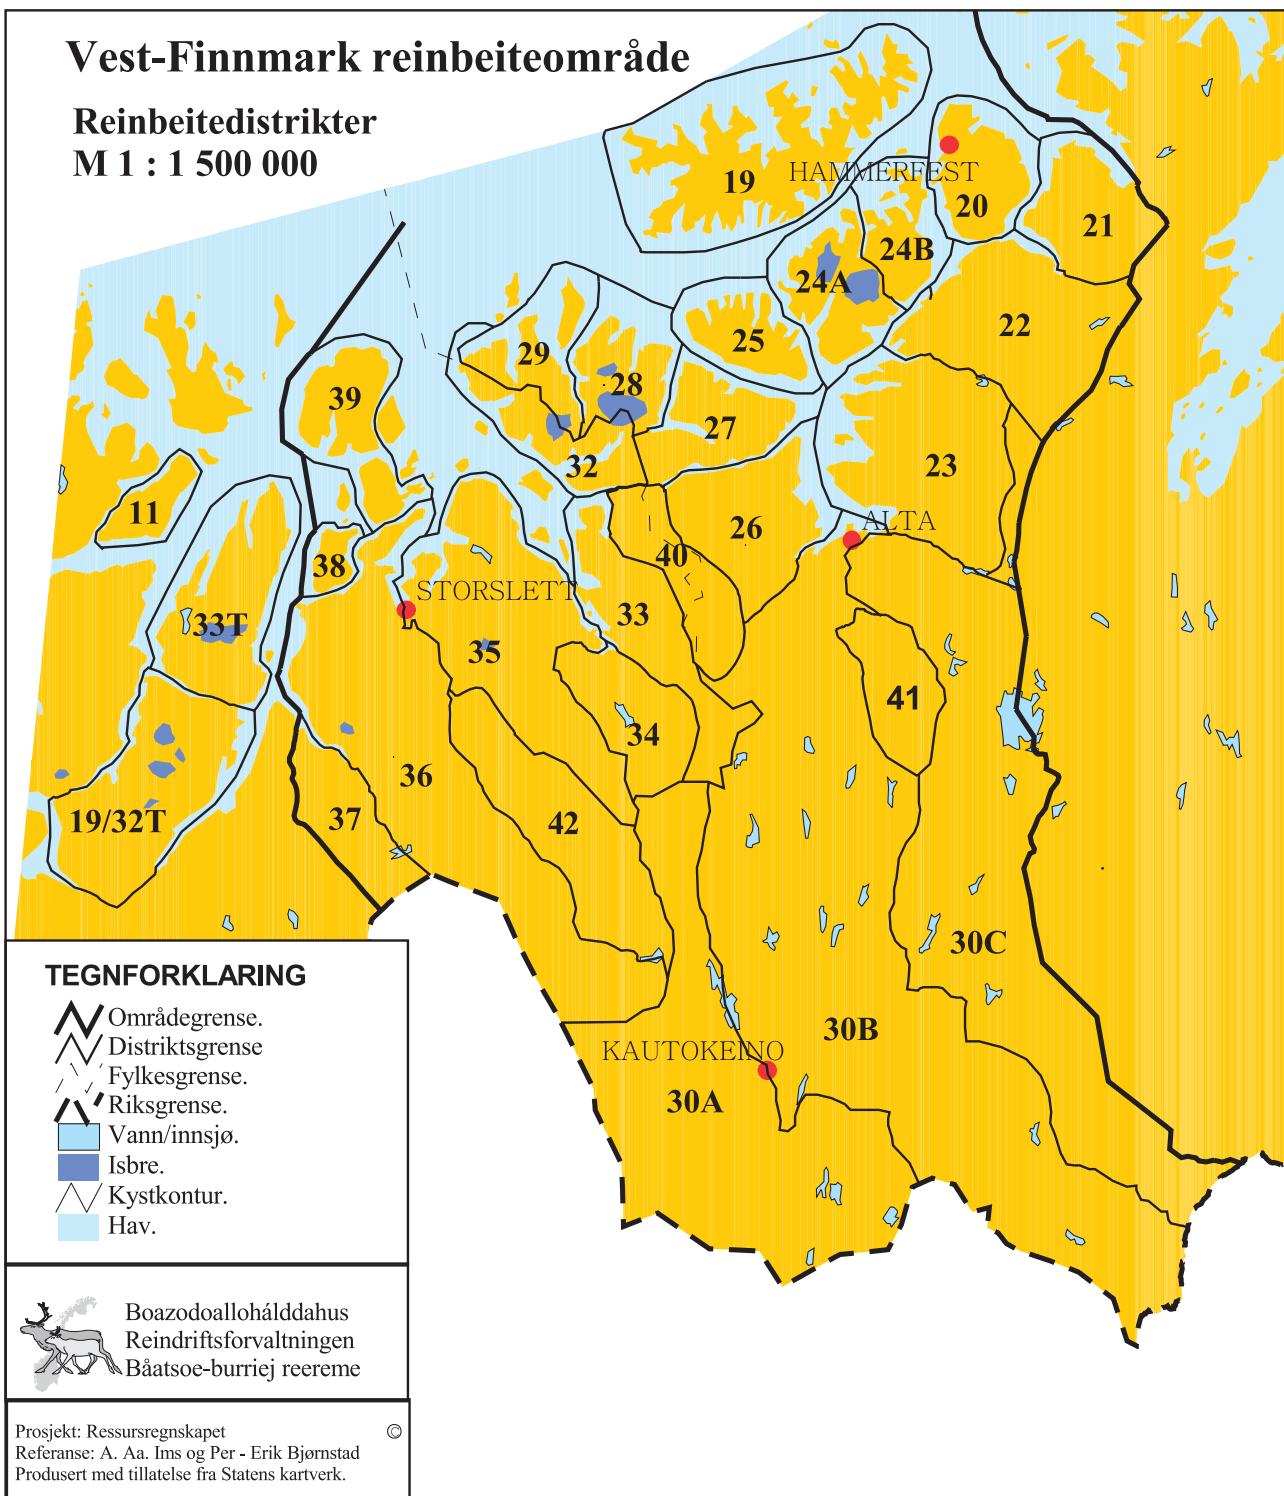 Vest-Finnmark reinbeiteområde
Reinbeitedistrikter
M 1 : 1 500 000
19
HAMMERFEST
20
21
24B
24A
22
25
29
28
39
27
32
23
11
26
ALTA
40
38
STORSLETT
33
33T
35
41
34
36
19/32T
37
42
30C
30B
KAUTOKEINO
30A
TEGNFORKLARING
Områdegrense.
Distriktsgrense
Fylkesgrense.
Riksgrense.
Vann/innsjø.
Isbre.
Kystkontur.
Hav.
Boazodoallohálddahus
Reindriftsforvaltningen
Båatsoe-burriej reereme
Prosjekt: Ressursregnskapet ©
Referanse: A. Aa. Ims og Per - Erik Bjørnstad
Produsert med tillatelse fra Statens kartverk.